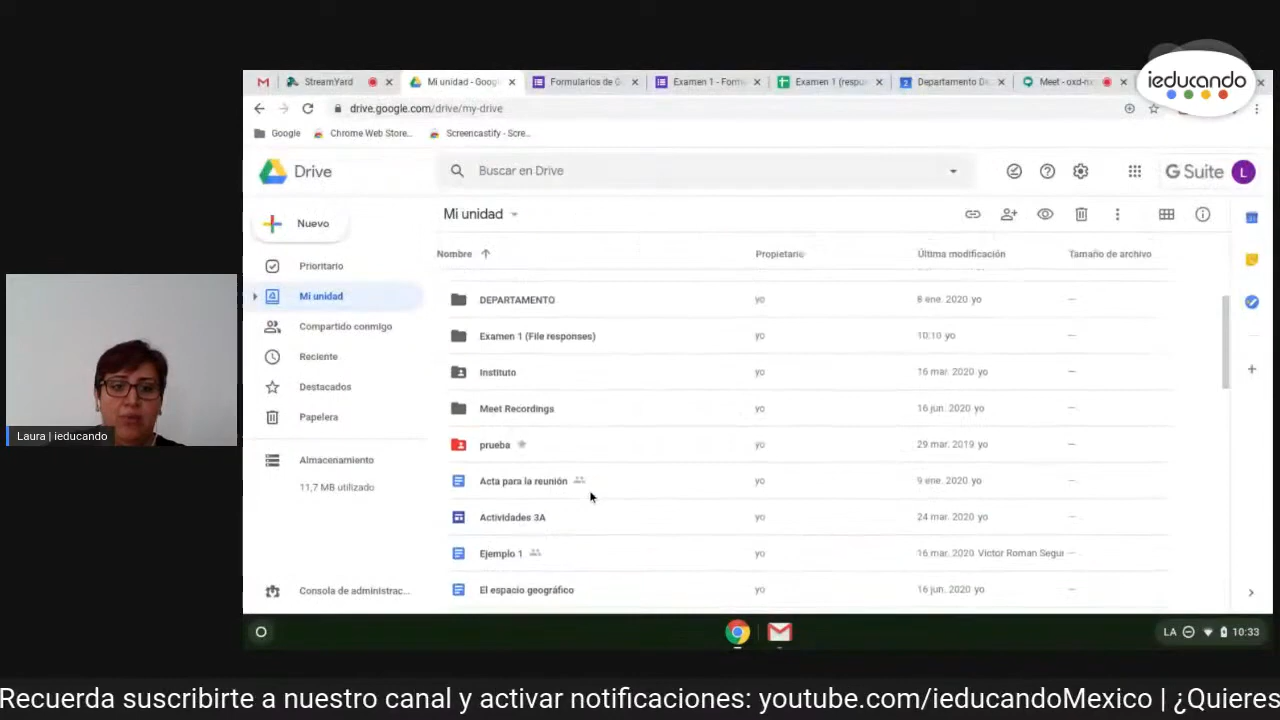 ieducando
StreamYard
Mi unidad - Goog
Formularios de G
Examen 1 - Form
Examen 1 (respu
Departamento Di
Meet - oxd-n
drive.google.com/drive/my-drive
Google
Chrome Web Store...
Screencastify - Scre...
Drive
Buscar en Drive
G Suite
L
Nuevo
Mi unidad
Nombre
Propietario
Última modificación
Tamaño de archivo
Prioritario
Mi unidad
Compartido conmigo
Reciente
Destacados
Papelera
Almacenamiento
11,7 MB utilizado
Consola de administrac...
DEPARTAMENTO yo 8 ene. 2020 yo —
Examen 1 (File responses) yo 10:10 yo —
Instituto yo 16 mar. 2020 yo —
Meet Recordings yo 16 jun. 2020 yo —
prueba yo 29 mar. 2019 yo —
Acta para la reunión yo 9 ene. 2020 yo —
Actividades 3A yo 24 mar. 2020 yo —
Ejemplo 1 yo 16 mar. 2020 Victor Roman Segui —
El espacio geográfico yo 16 jun. 2020 yo —
Laura | ieducando
LA
10:33
Recuerda suscribirte a nuestro canal y activar notificaciones: youtube.com/ieducandoMexico | ¿Quieres